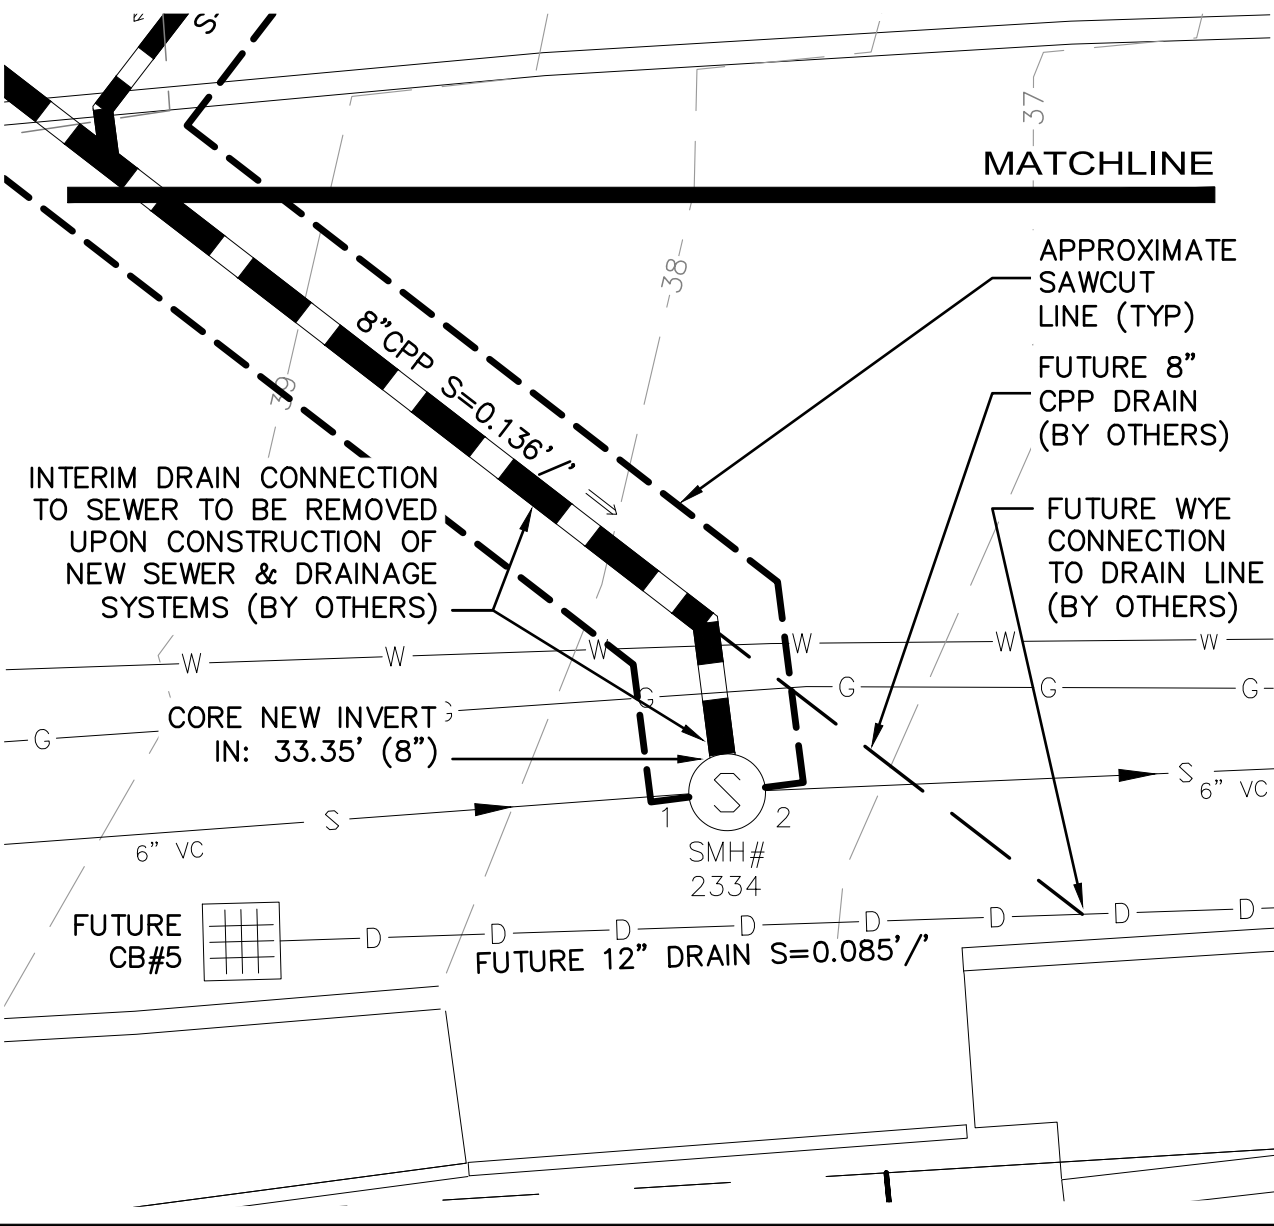 MATCHLINE
37
APPROXIMATE
SAWCUT
LINE (TYP)
38
8"CPP S=0.136'/'
FUTURE 8"
CPP DRAIN
(BY OTHERS)
39
INTERIM DRAIN CONNECTION
TO SEWER TO BE REMOVED
UPON CONSTRUCTION OF
NEW SEWER & DRAINAGE
SYSTEMS (BY OTHERS)
FUTURE WYE
CONNECTION
TO DRAIN LINE
(BY OTHERS)
W W W W W W
G G G G G
CORE NEW INVERT
IN: 33.35' (8")
S S S
6" VC
6" VC
1 2
SMH#
2334
FUTURE
CB#5
D D D D D D D D
FUTURE 12" DRAIN S=0.085'/'